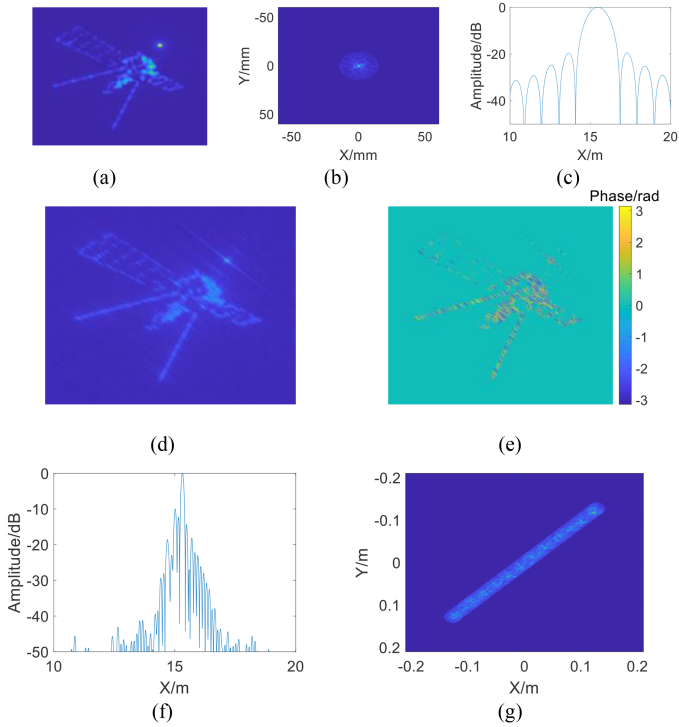 Y/mm
-50
0
50
-50
0
50
X/mm
Amplitude/dB
0
-20
-40
10
15
20
X/m
(a)
(b)
(c)
Phase/rad
3
2
1
0
-1
-2
-3
(d)
(e)
Amplitude/dB
0
-10
-20
-30
-40
-50
10
15
20
X/m
Y/m
-0.2
-0.1
0
0.1
0.2
-0.2
-0.1
0
0.1
0.2
X/m
(f)
(g)